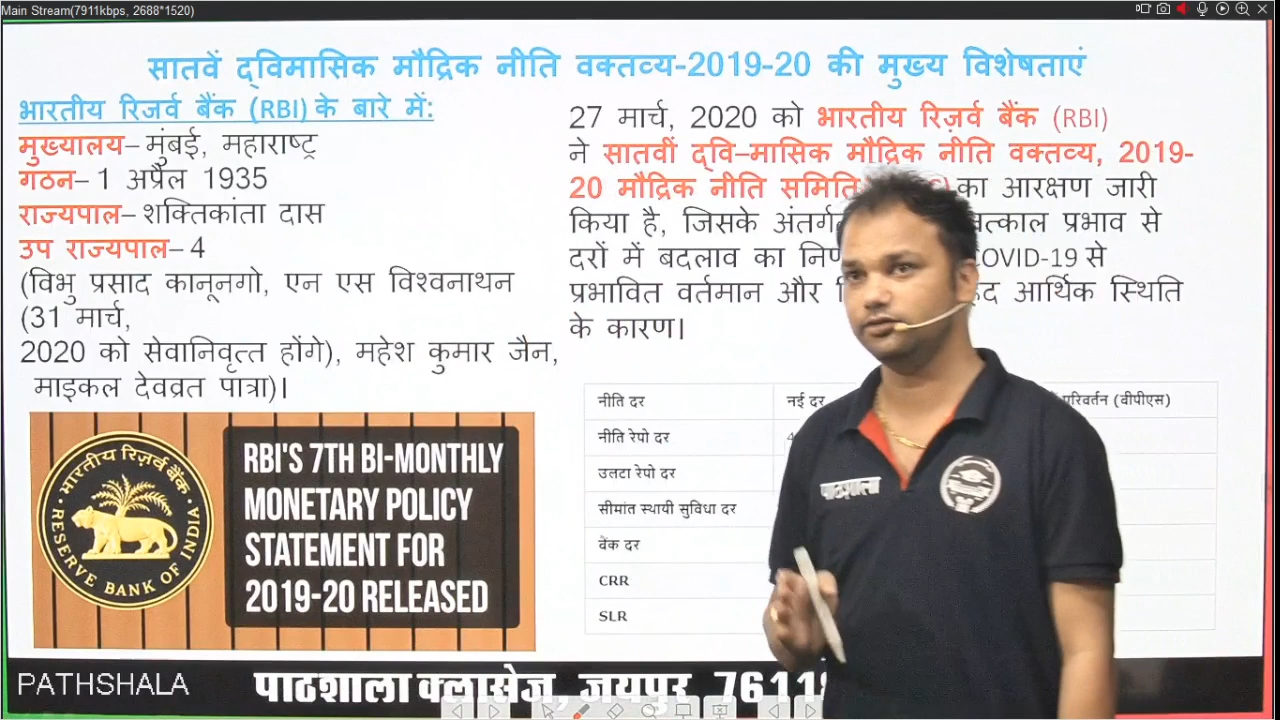 Main Stream(7911kbps, 2688*1520)
सातवें द्विमासिक मौद्रिक नीति वक्तव्य-2019-20 की मुख्य विशेषताएं
भारतीय रिजर्व बैंक (RBI) के बारे में:
मुख्यालय– मुंबई, महाराष्ट्र
गठन– 1 अप्रैल 1935
राज्यपाल– शक्तिकांता दास
उप राज्यपाल– 4
(विभु प्रसाद कानूनगो, एन एस विश्वनाथन
(31 मार्च,
2020 को सेवानिवृत्त होंगे), महेश कुमार जैन,
माइकल देवव्रत पात्रा)।
भारतीय रिज़र्व बैंक
RESERVE BANK OF INDIA
RBI'S 7TH BI-MONTHLY
MONETARY POLICY
STATEMENT FOR
2019-20 RELEASED
27 मार्च, 2020 को भारतीय रिज़र्व बैंक (RBI)
ने सातवीं द्वि–मासिक मौद्रिक नीति वक्तव्य, 2019-
20 मौद्रिक नीति समिति का आरक्षण जारी
किया है, जिसके तत्काल प्रभाव से
दरों में बदलाव का COVID-19 से
प्रभावित वर्तमान और आर्थिक स्थिति
के कारण।
नीति दर नई दर परिवर्तन (वीपीएस)
नीति रेपो दर
उलटा रेपो दर
सीमांत स्थायी सुविधा दर
बैंक दर
CRR
SLR
पाठशाला
PATHSHALA पाठशाला क्लासेज, जयपुर